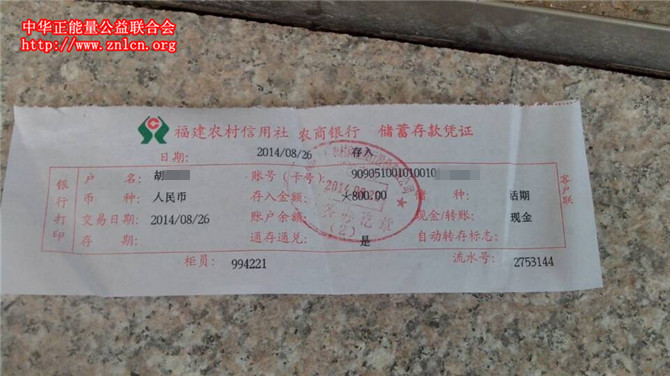 中华正能量公益联合会
http://www.znlcn.org
福建农村信用社 农商银行 储蓄存款凭证
日期: 2014/08/26 存入
户 名: 胡 账号(卡号): 909051001010010
币 种: 人民币 存入金额: *800.00 种: 活期
交易日期: 2014/08/26 账户余额: 现金/转账: 现金
存 期: 通存通兑: 是 自动转存标志:
柜员: 994221 流水号: 2753144
银行打印
客户联
2014.08.26
(2)